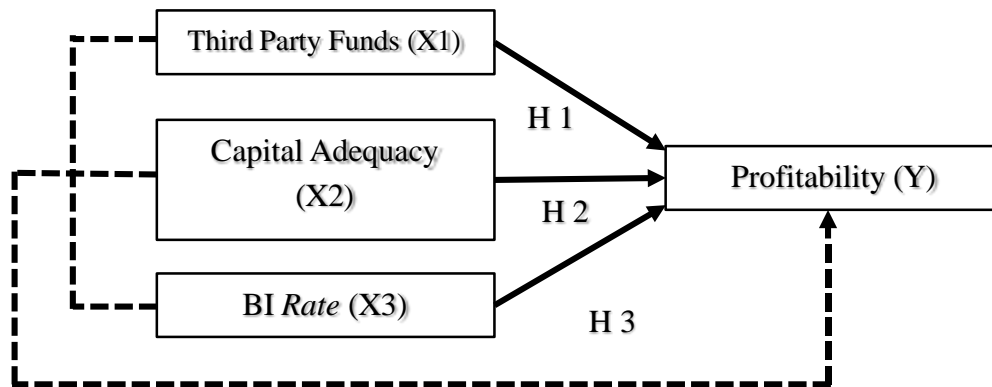 Third Party Funds (X1)
H 1
Capital Adequacy
(X2)
Profitability (Y)
H 2
BI Rate (X3)
H 3